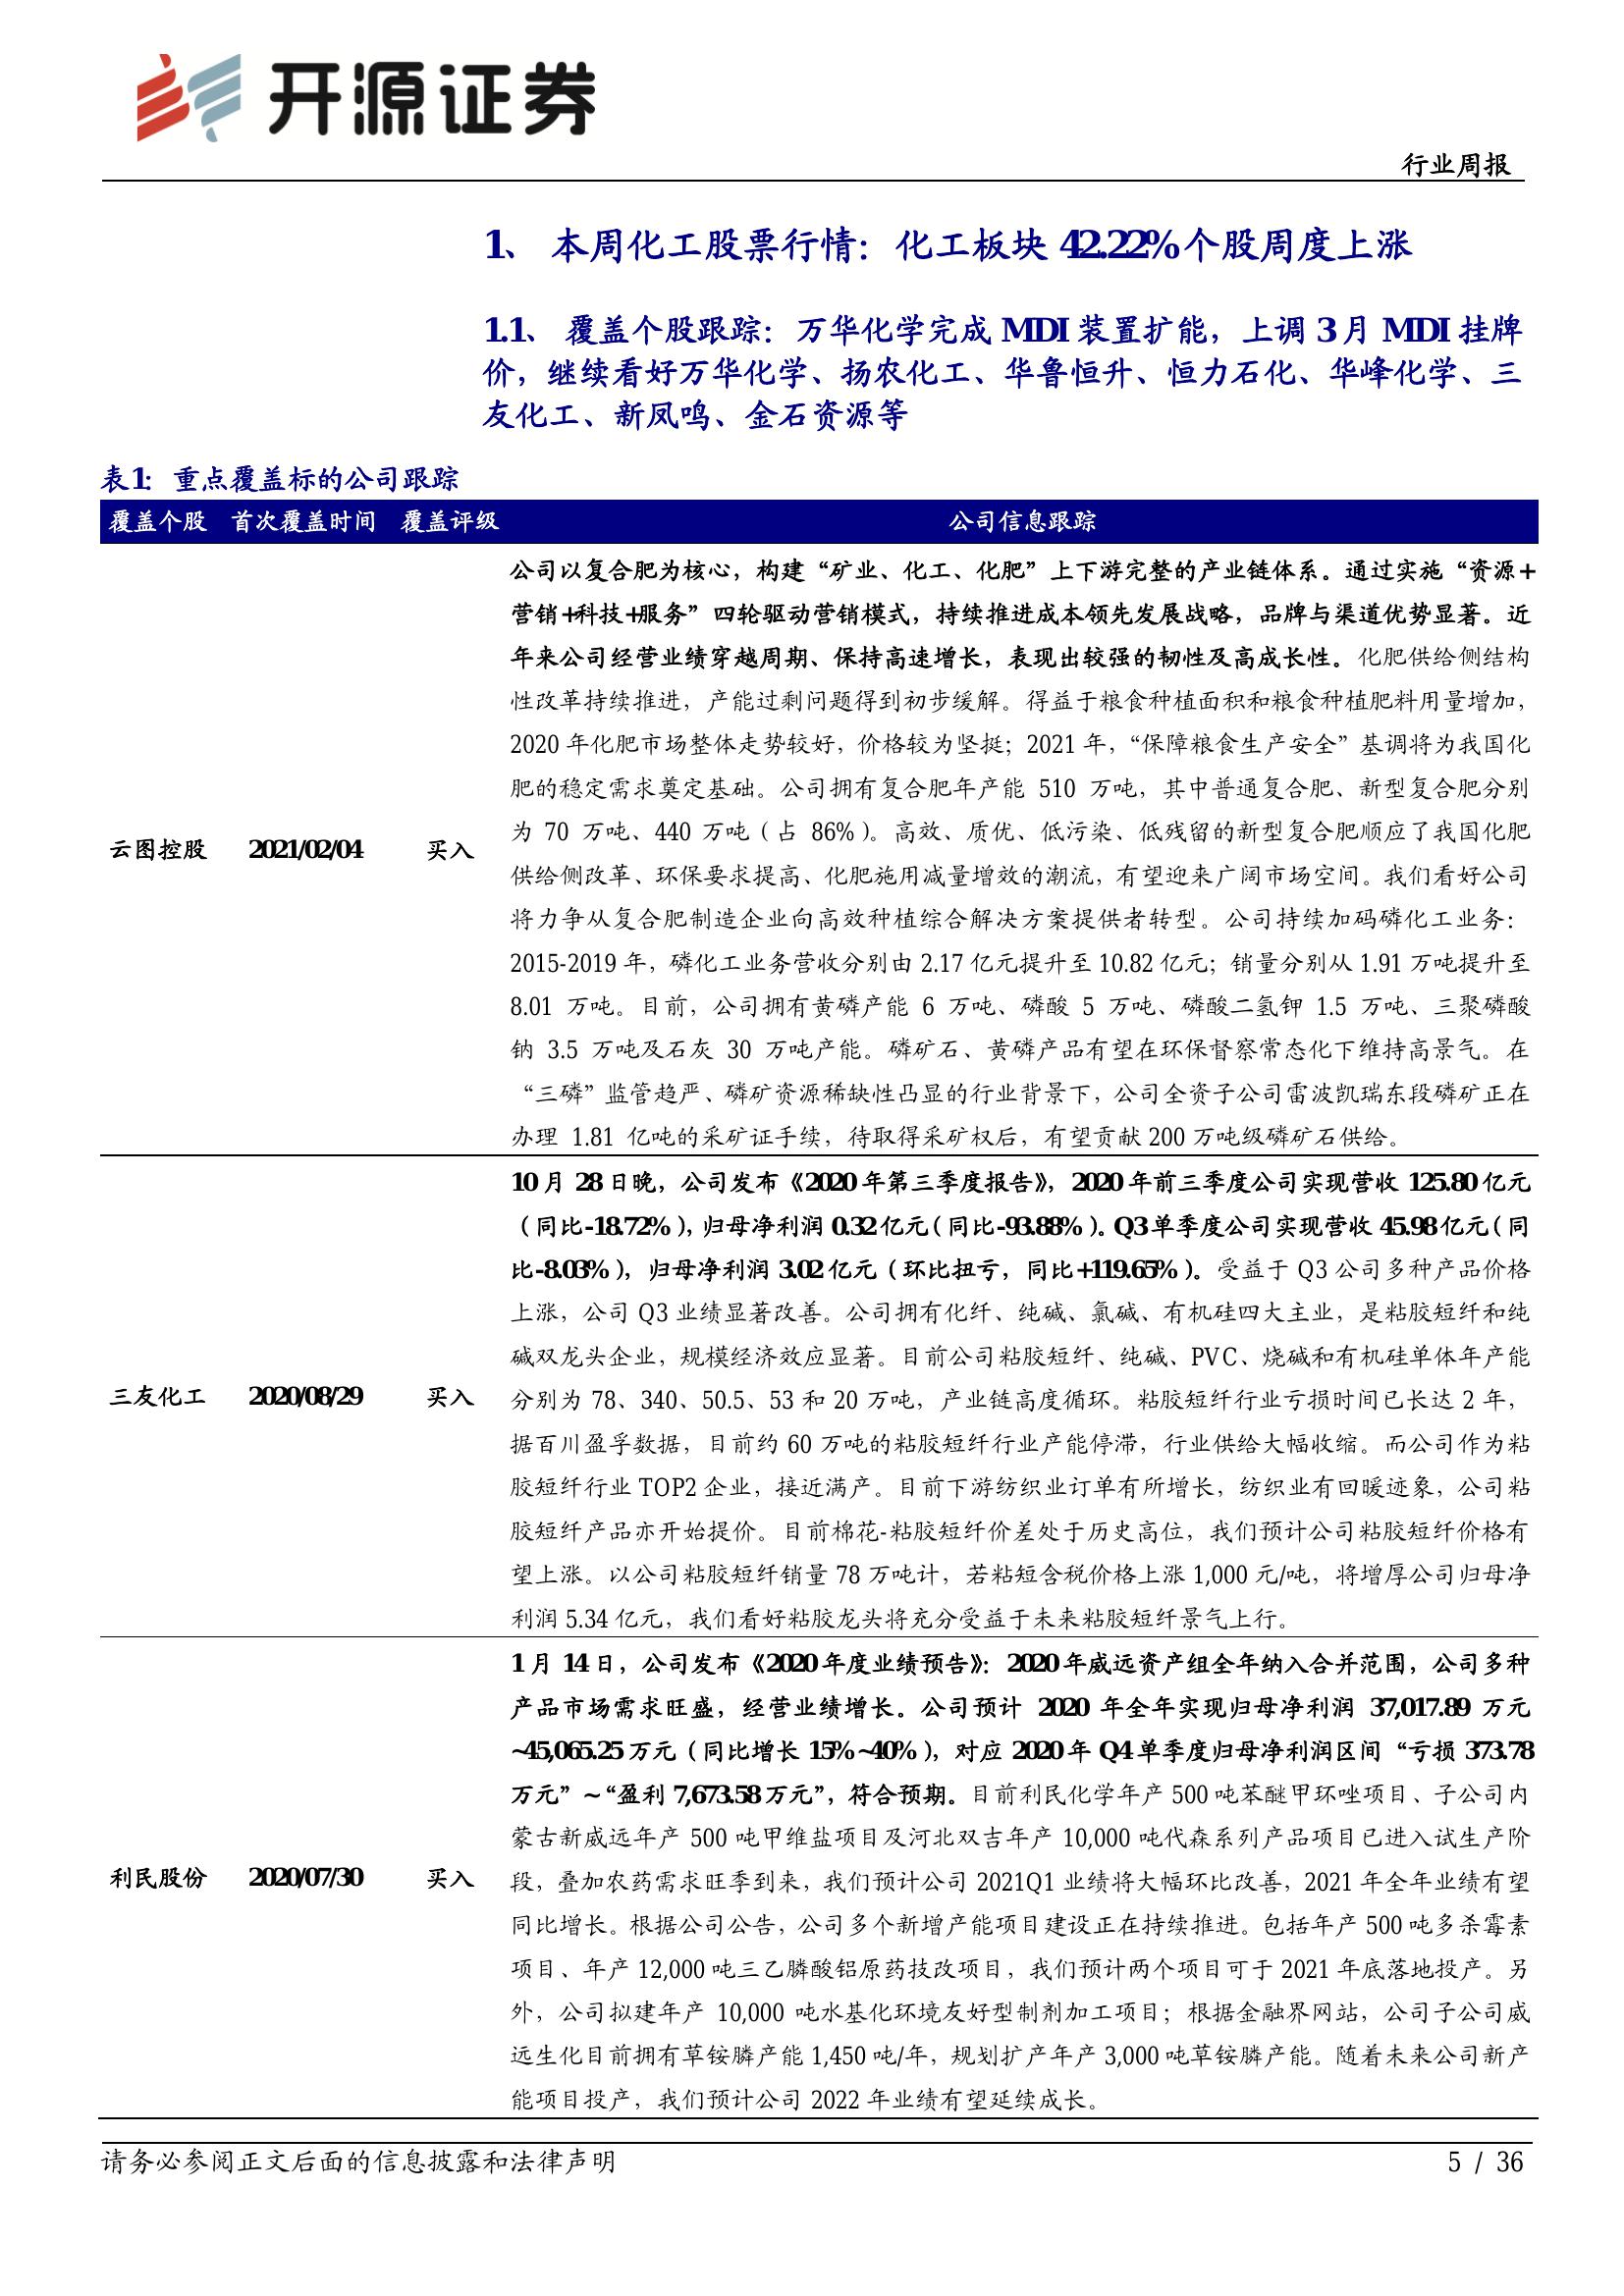 开源证券
行业周报
1、 本周化工股票行情：化工板块 42.22%个股周度上涨
1.1、 覆盖个股跟踪：万华化学完成 MDI 装置扩能，上调 3 月 MDI 挂牌
价，继续看好万华化学、扬农化工、华鲁恒升、恒力石化、华峰化学、三
友化工、新凤鸣、金石资源等
表1：重点覆盖标的公司跟踪
覆盖个股 首次覆盖时间 覆盖评级 公司信息跟踪
公司以复合肥为核心，构建“矿业、化工、化肥”上下游完整的产业链体系。通过实施“资源+
营销+科技+服务”四轮驱动营销模式，持续推进成本领先发展战略，品牌与渠道优势显著。近
年来公司经营业绩穿越周期、保持高速增长，表现出较强的韧性及高成长性。化肥供给侧结构
性改革持续推进，产能过剩问题得到初步缓解。得益于粮食种植面积和粮食种植肥料用量增加，
2020 年化肥市场整体走势较好，价格较为坚挺；2021 年，“保障粮食生产安全”基调将为我国化
肥的稳定需求奠定基础。公司拥有复合肥年产能 510 万吨，其中普通复合肥、新型复合肥分别
为 70 万吨、440 万吨（占 86%）。高效、质优、低污染、低残留的新型复合肥顺应了我国化肥
云图控股 2021/02/04 买入
供给侧改革、环保要求提高、化肥施用减量增效的潮流，有望迎来广阔市场空间。我们看好公司
将力争从复合肥制造企业向高效种植综合解决方案提供者转型。公司持续加码磷化工业务：
2015-2019 年，磷化工业务营收分别由 2.17 亿元提升至 10.82 亿元；销量分别从 1.91 万吨提升至
8.01 万吨。目前，公司拥有黄磷产能 6 万吨、磷酸 5 万吨、磷酸二氢钾 1.5 万吨、三聚磷酸
钠 3.5 万吨及石灰 30 万吨产能。磷矿石、黄磷产品有望在环保督察常态化下维持高景气。在
“三磷”监管趋严、磷矿资源稀缺性凸显的行业背景下，公司全资子公司雷波凯瑞东段磷矿正在
办理 1.81 亿吨的采矿证手续，待取得采矿权后，有望贡献 200 万吨级磷矿石供给。
10 月 28 日晚，公司发布《2020 年第三季度报告》，2020 年前三季度公司实现营收 125.80 亿元
（同比-18.72%），归母净利润 0.32 亿元（同比-93.88%）。Q3 单季度公司实现营收 45.98 亿元（同
比-8.03%），归母净利润 3.02 亿元（环比扭亏，同比+119.65%）。受益于 Q3 公司多种产品价格
上涨，公司 Q3 业绩显著改善。公司拥有化纤、纯碱、氯碱、有机硅四大主业，是粘胶短纤和纯
碱双龙头企业，规模经济效应显著。目前公司粘胶短纤、纯碱、PVC、烧碱和有机硅单体年产能
三友化工 2020/08/29 买入
分别为 78、340、50.5、53 和 20 万吨，产业链高度循环。粘胶短纤行业亏损时间已长达 2 年，
据百川盈孚数据，目前约 60 万吨的粘胶短纤行业产能停滞，行业供给大幅收缩。而公司作为粘
胶短纤行业 TOP2 企业，接近满产。目前下游纺织业订单有所增长，纺织业有回暖迹象，公司粘
胶短纤产品亦开始提价。目前棉花-粘胶短纤价差处于历史高位，我们预计公司粘胶短纤价格有
望上涨。以公司粘胶短纤销量 78 万吨计，若粘短含税价格上涨 1,000 元/吨，将增厚公司归母净
利润 5.34 亿元，我们看好粘胶龙头将充分受益于未来粘胶短纤景气上行。
1 月 14 日，公司发布《2020 年度业绩预告》：2020 年威远资产组全年纳入合并范围，公司多种
产品市场需求旺盛，经营业绩增长。公司预计 2020 年全年实现归母净利润 37,017.89 万元
~45,065.25 万元（同比增长 15%~40%），对应 2020 年 Q4 单季度归母净利润区间“亏损 373.78
万元”~“盈利 7,673.58 万元”，符合预期。目前利民化学年产 500 吨苯醚甲环唑项目、子公司内
蒙古新威远年产 500 吨甲维盐项目及河北双吉年产 10,000 吨代森系列产品项目已进入试生产阶
利民股份 2020/07/30 买入
段，叠加农药需求旺季到来，我们预计公司 2021Q1 业绩将大幅环比改善，2021 年全年业绩有望
同比增长。根据公司公告，公司多个新增产能项目建设正在持续推进。包括年产 500 吨多杀霉素
项目、年产 12,000 吨三乙膦酸铝原药技改项目，我们预计两个项目可于 2021 年底落地投产。另
外，公司拟建年产 10,000 吨水基化环境友好型制剂加工项目；根据金融界网站，公司子公司威
远生化目前拥有草铵膦产能 1,450 吨/年，规划扩产年产 3,000 吨草铵膦产能。随着未来公司新产
能项目投产，我们预计公司 2022 年业绩有望延续成长。
请务必参阅正文后面的信息披露和法律声明 5 / 36